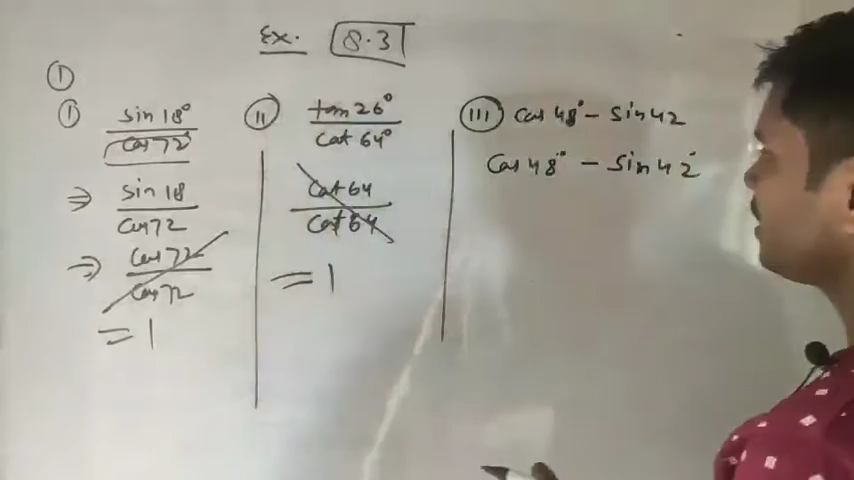 Ex. 8.3
①
① sin 18° / cos 72°
⇒ sin 18 / cos 72
⇒ cos 72 / cos 72
= 1
(ii) tan 26° / cot 64°
cot 64 / cot 64
= 1
(iii) cos 48° - sin 42
cos 48° - sin 42°